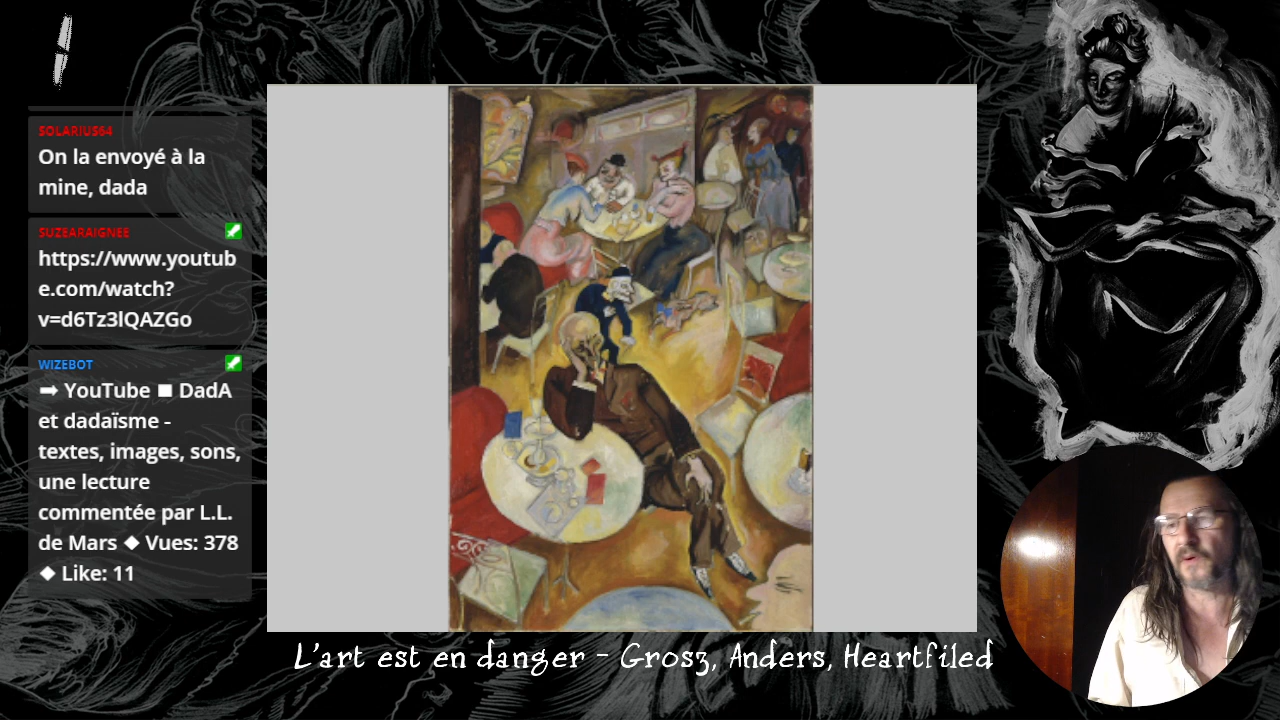 SOLARIUS64
On la envoyé à la
mine, dada
SUZEARAIGNEE
https://www.youtub
e.com/watch?
v=d6Tz3lQAZGo
WIZEBOT
➡ YouTube ■ DadA
et dadaïsme -
textes, images, sons,
une lecture
commentée par L.L.
de Mars ◆ Vues: 378
◆ Like: 11
L'art est en danger - Grosz, Anders, Heartfiled